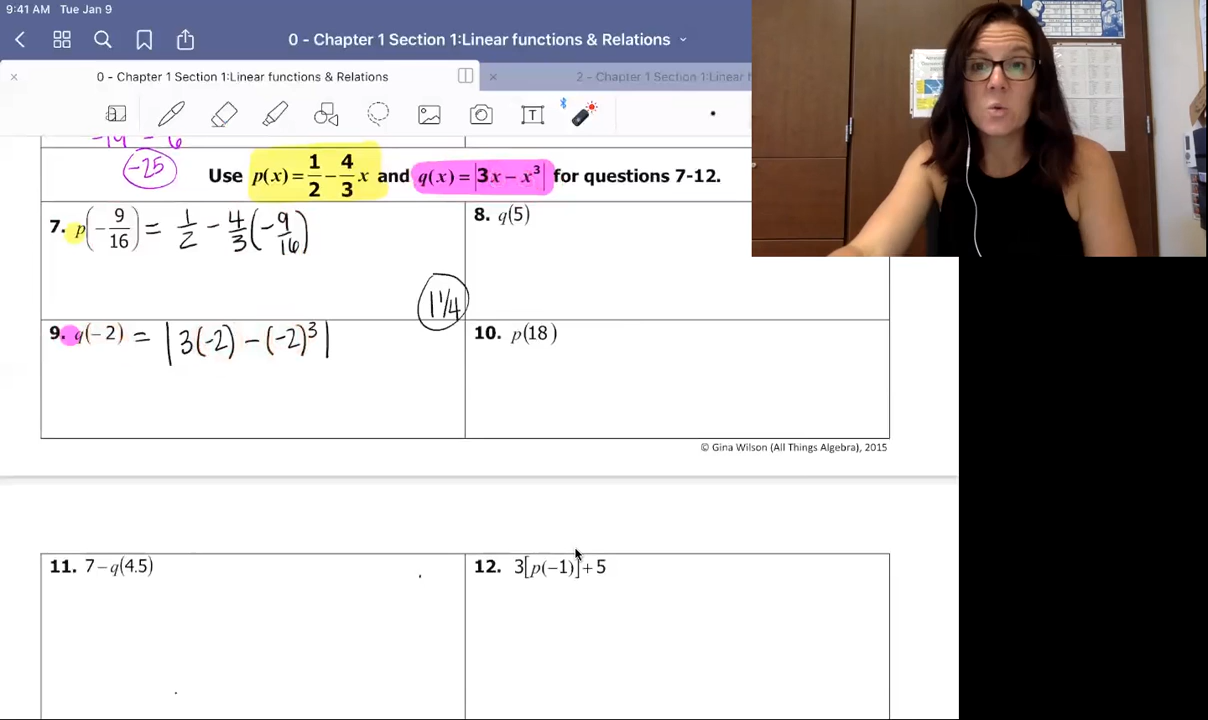 9:41 AM Tue Jan 9
0 - Chapter 1 Section 1:Linear functions & Relations
0 - Chapter 1 Section 1:Linear functions & Relations
2 - Chapter 1 Section 1:Linear functions &
T
-19 - 6
-25
Use p(x) = 1/2 − 4/3 x and q(x) = |3x − x³| for questions 7-12.
7. p(−9/16) = 1/2 − 4/3(−9/16)
1 1/4
8. q(5)
9. q(−2) = |3(-2) − (-2)³|
10. p(18)
© Gina Wilson (All Things Algebra), 2015
11. 7 − q(4.5)
12. 3[p(−1)] + 5